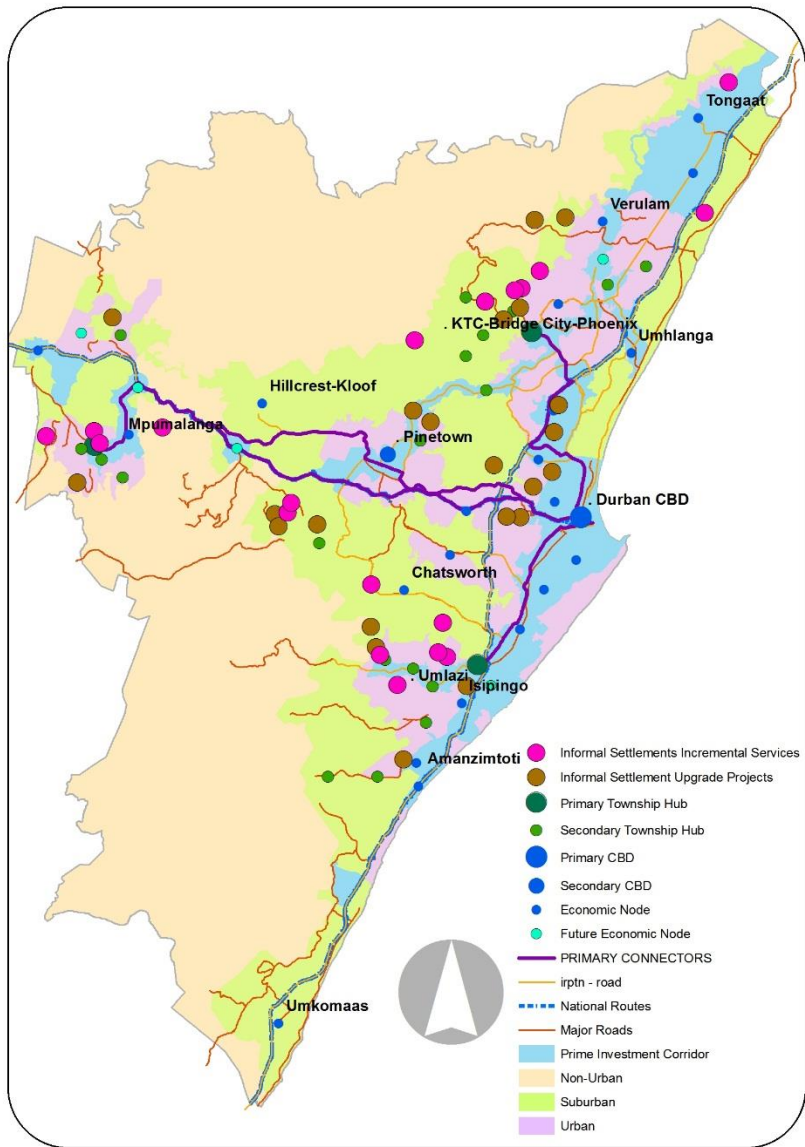 Tongaat
Verulam
. KTC-Bridge City-Phoenix
Umhlanga
Hillcrest-Kloof
Mpumalanga
. Pinetown
. Durban CBD
Chatsworth
. Umlazi
Isipingo
Amanzimtoti
Umkomaas
Informal Settlements Incremental Services
Informal Settlement Upgrade Projects
Primary Township Hub
Secondary Township Hub
Primary CBD
Secondary CBD
Economic Node
Future Economic Node
PRIMARY CONNECTORS
irptn - road
National Routes
Major Roads
Prime Investment Corridor
Non-Urban
Suburban
Urban